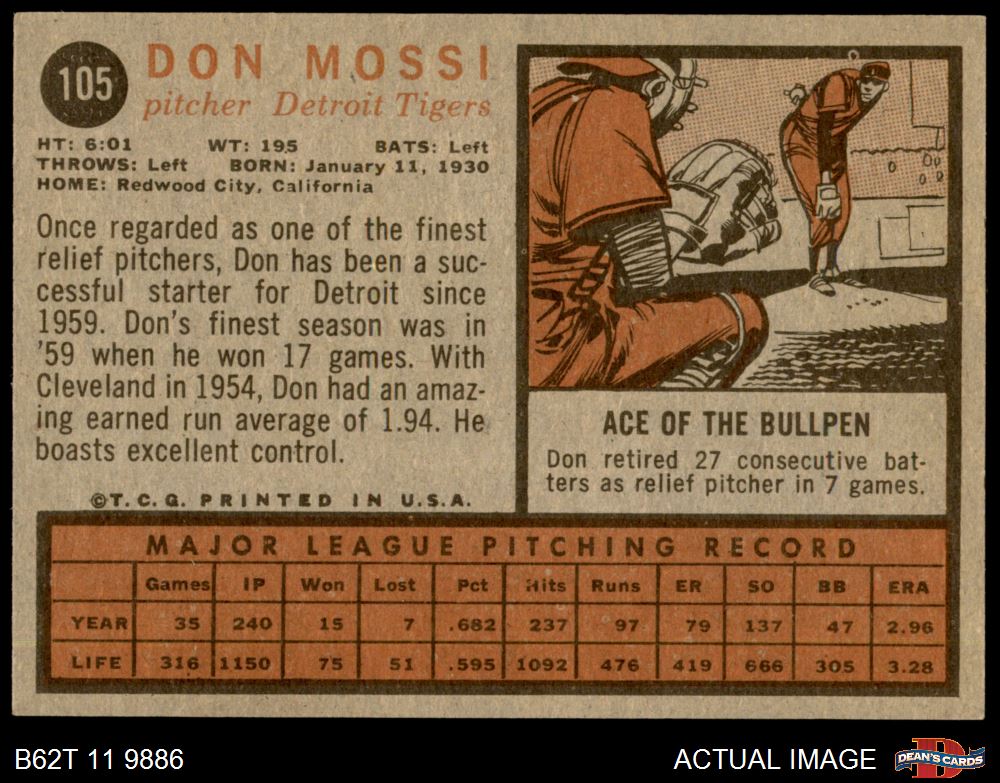 105
DON MOSSI
pitcher Detroit Tigers
HT: 6:01 WT: 195 BATS: Left
THROWS: Left BORN: January 11, 1930
HOME: Redwood City, California
Once regarded as one of the finest
relief pitchers, Don has been a suc-
cessful starter for Detroit since
1959. Don's finest season was in
'59 when he won 17 games. With
Cleveland in 1954, Don had an amaz-
ing earned run average of 1.94. He
boasts excellent control.
©T.C.G. PRINTED IN U.S.A.
ACE OF THE BULLPEN
Don retired 27 consecutive bat-
ters as relief pitcher in 7 games.
MAJOR LEAGUE PITCHING RECORD
Games IP Won Lost Pct Hits Runs ER SO BB ERA
YEAR 35 240 15 7 .682 237 97 79 137 47 2.96
LIFE 316 1150 75 51 .595 1092 476 419 666 305 3.28
B62T 11 9886
ACTUAL IMAGE
DEAN'S CARDS